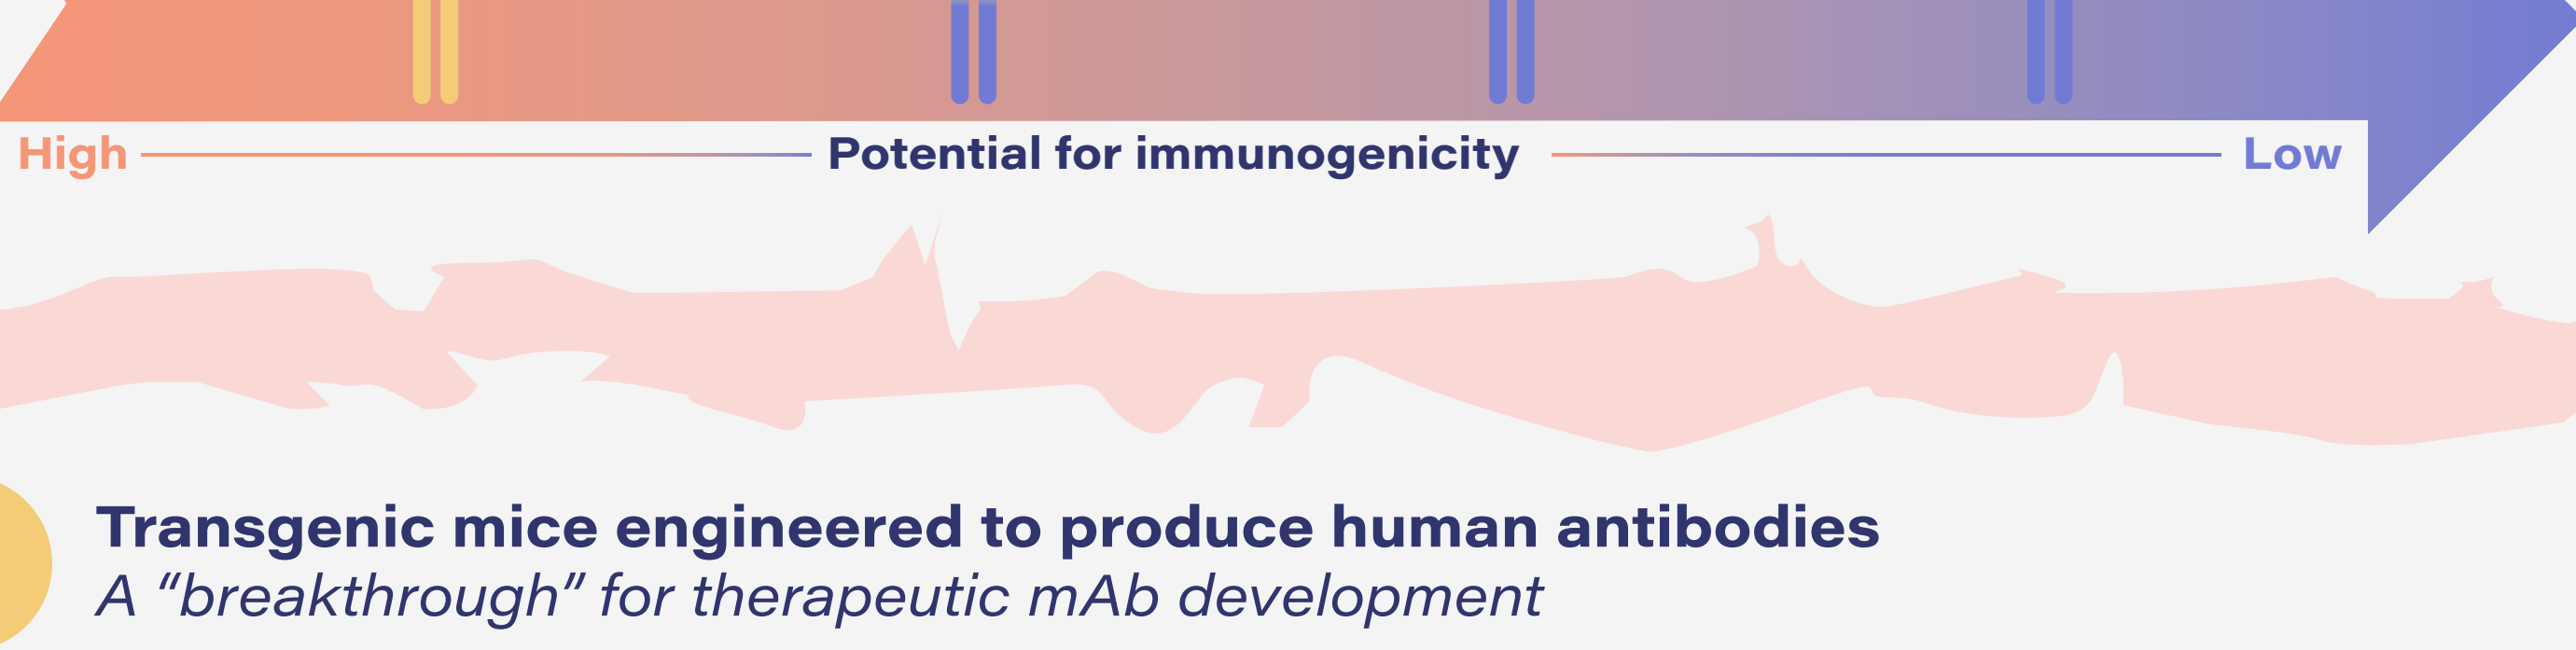 High Potential for immunogenicity Low
Transgenic mice engineered to produce human antibodies
A “breakthrough” for therapeutic mAb development